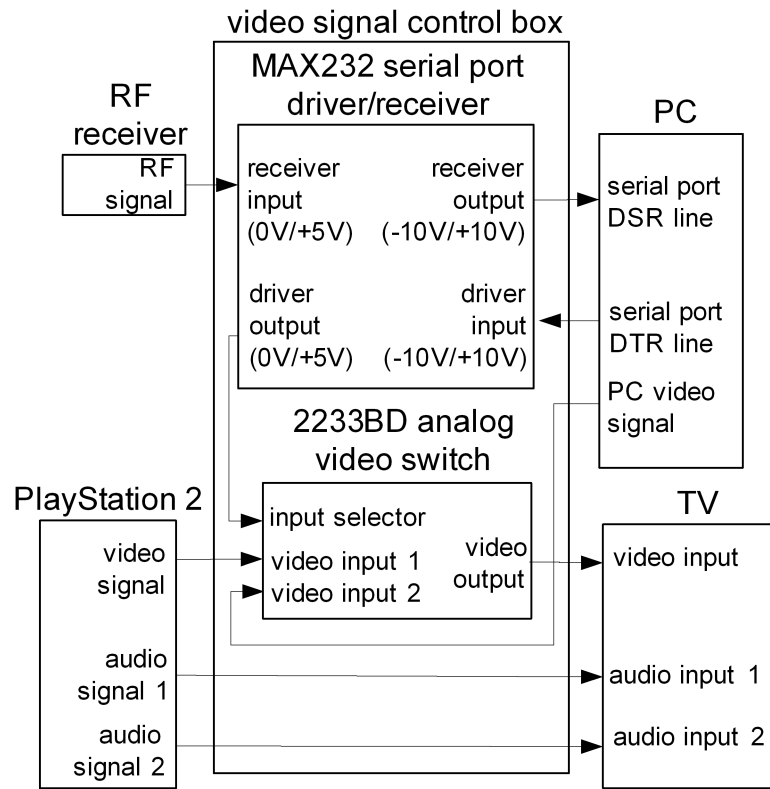 video signal control box
MAX232 serial port
driver/receiver
RF
receiver
RF
signal
receiver
input
(0V/+5V)
receiver
output
(-10V/+10V)
driver
output
(0V/+5V)
driver
input
(-10V/+10V)
PC
serial port
DSR line
serial port
DTR line
PC video
signal
2233BD analog
video switch
input selector
video input 1
video input 2
video
output
PlayStation 2
video
signal
audio
signal 1
audio
signal 2
TV
video input
audio input 1
audio input 2